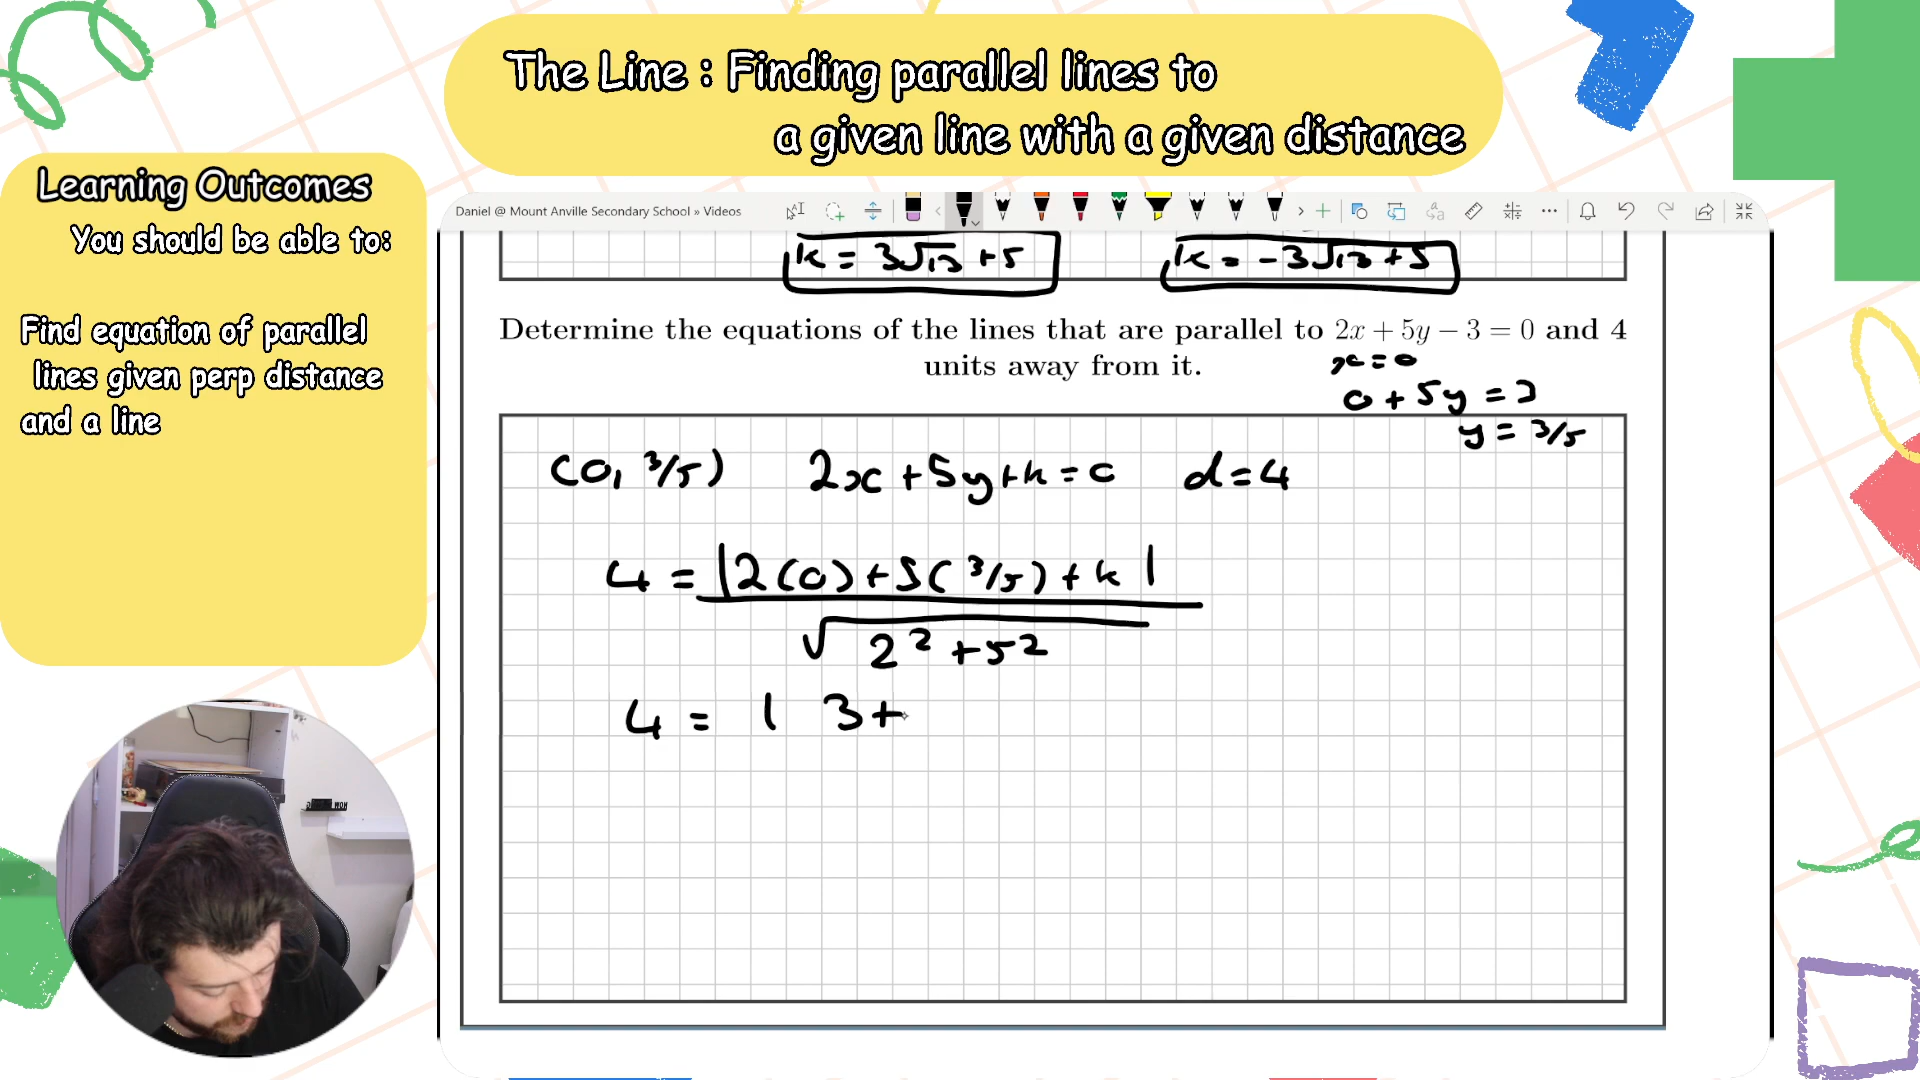 The Line : Finding parallel lines to
a given line with a given distance
Learning Outcomes
You should be able to:
Find equation of parallel
lines given perp distance
and a line
Daniel @ Mount Anville Secondary School » Videos
k = 3√13 + 5
k = -3√13 + 5
Determine the equations of the lines that are parallel to 2x + 5y − 3 = 0 and 4
units away from it.
x = 0
0 + 5y = 3
y = 3/5
(0, 3/5) 2x + 5y + k = 0 d = 4
4 = |2(0) + 5(3/5) + k|
√2² + 5²
4 = | 3 +